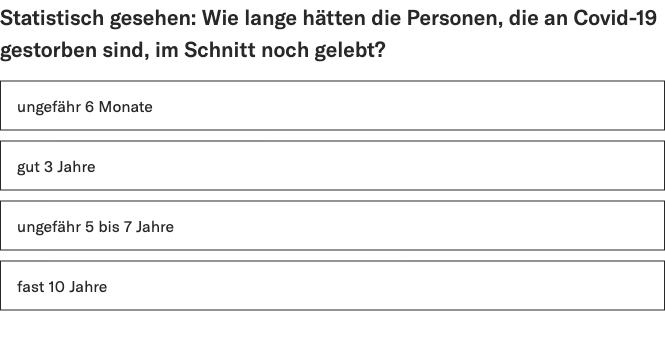 Statistisch gesehen: Wie lange hätten die Personen, die an Covid-19
gestorben sind, im Schnitt noch gelebt?
ungefähr 6 Monate
gut 3 Jahre
ungefähr 5 bis 7 Jahre
fast 10 Jahre